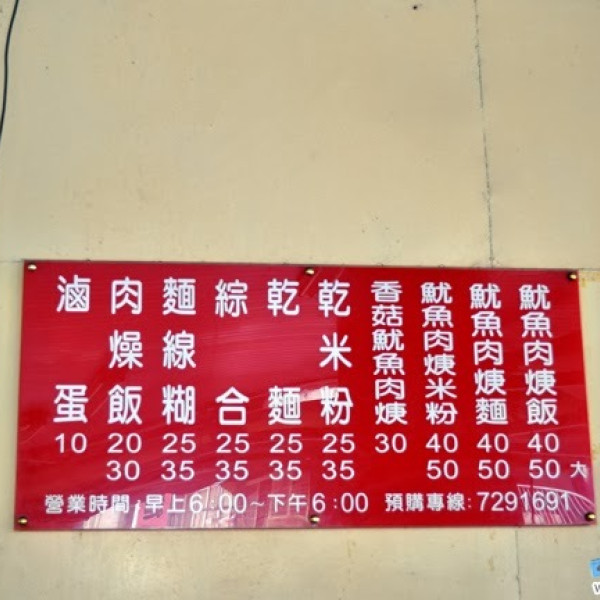 魷魚肉羹飯 40 50 大
魷魚肉羹麵 40 50
魷魚肉羹米粉 40 50
香菇魷魚肉羹 30
乾米粉 25 35
乾麵 25 35
綜合 25 35
麵線糊 25 35
肉燥飯 20 30
滷蛋 10
營業時間:早上6:00~下午6:00 預購專線:7291691